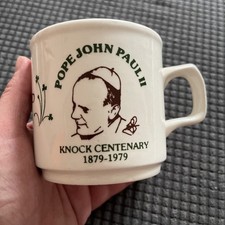 POPE JOHN PAUL II
KNOCK CENTENARY
1879-1979